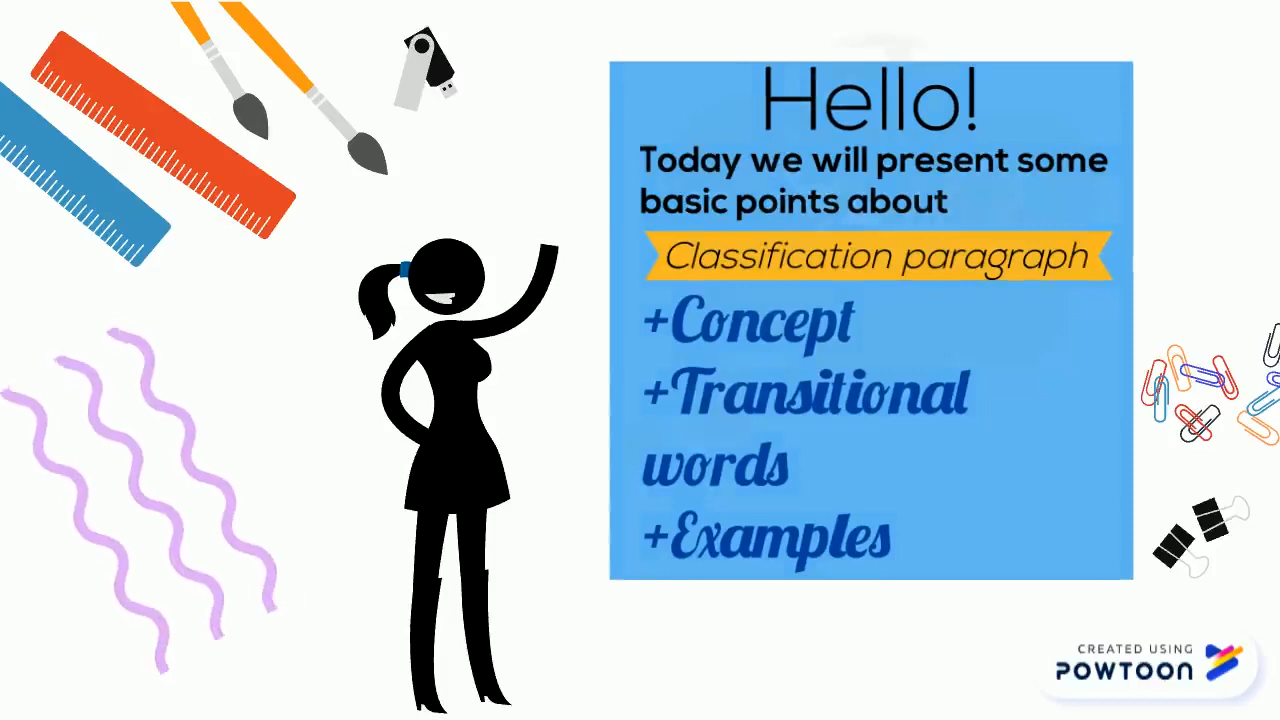 Hello!
Today we will present some
basic points about
Classification paragraph
+Concept
+Transitional
words
+Examples
CREATED USING
POWTOON